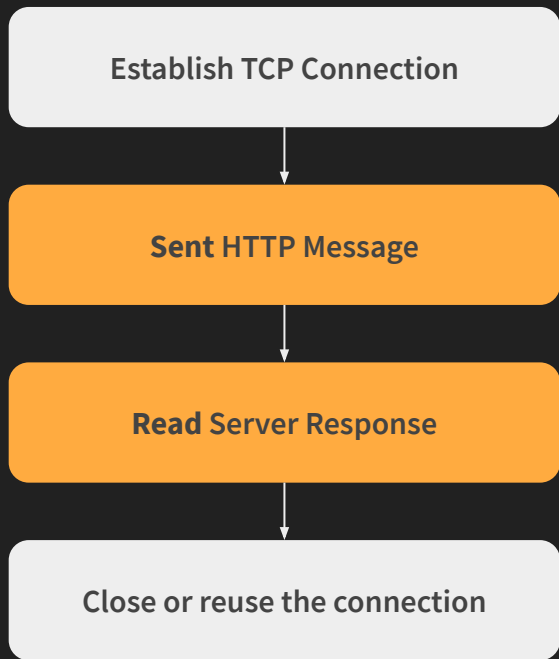 Establish TCP Connection
Sent HTTP Message
Read Server Response
Close or reuse the connection